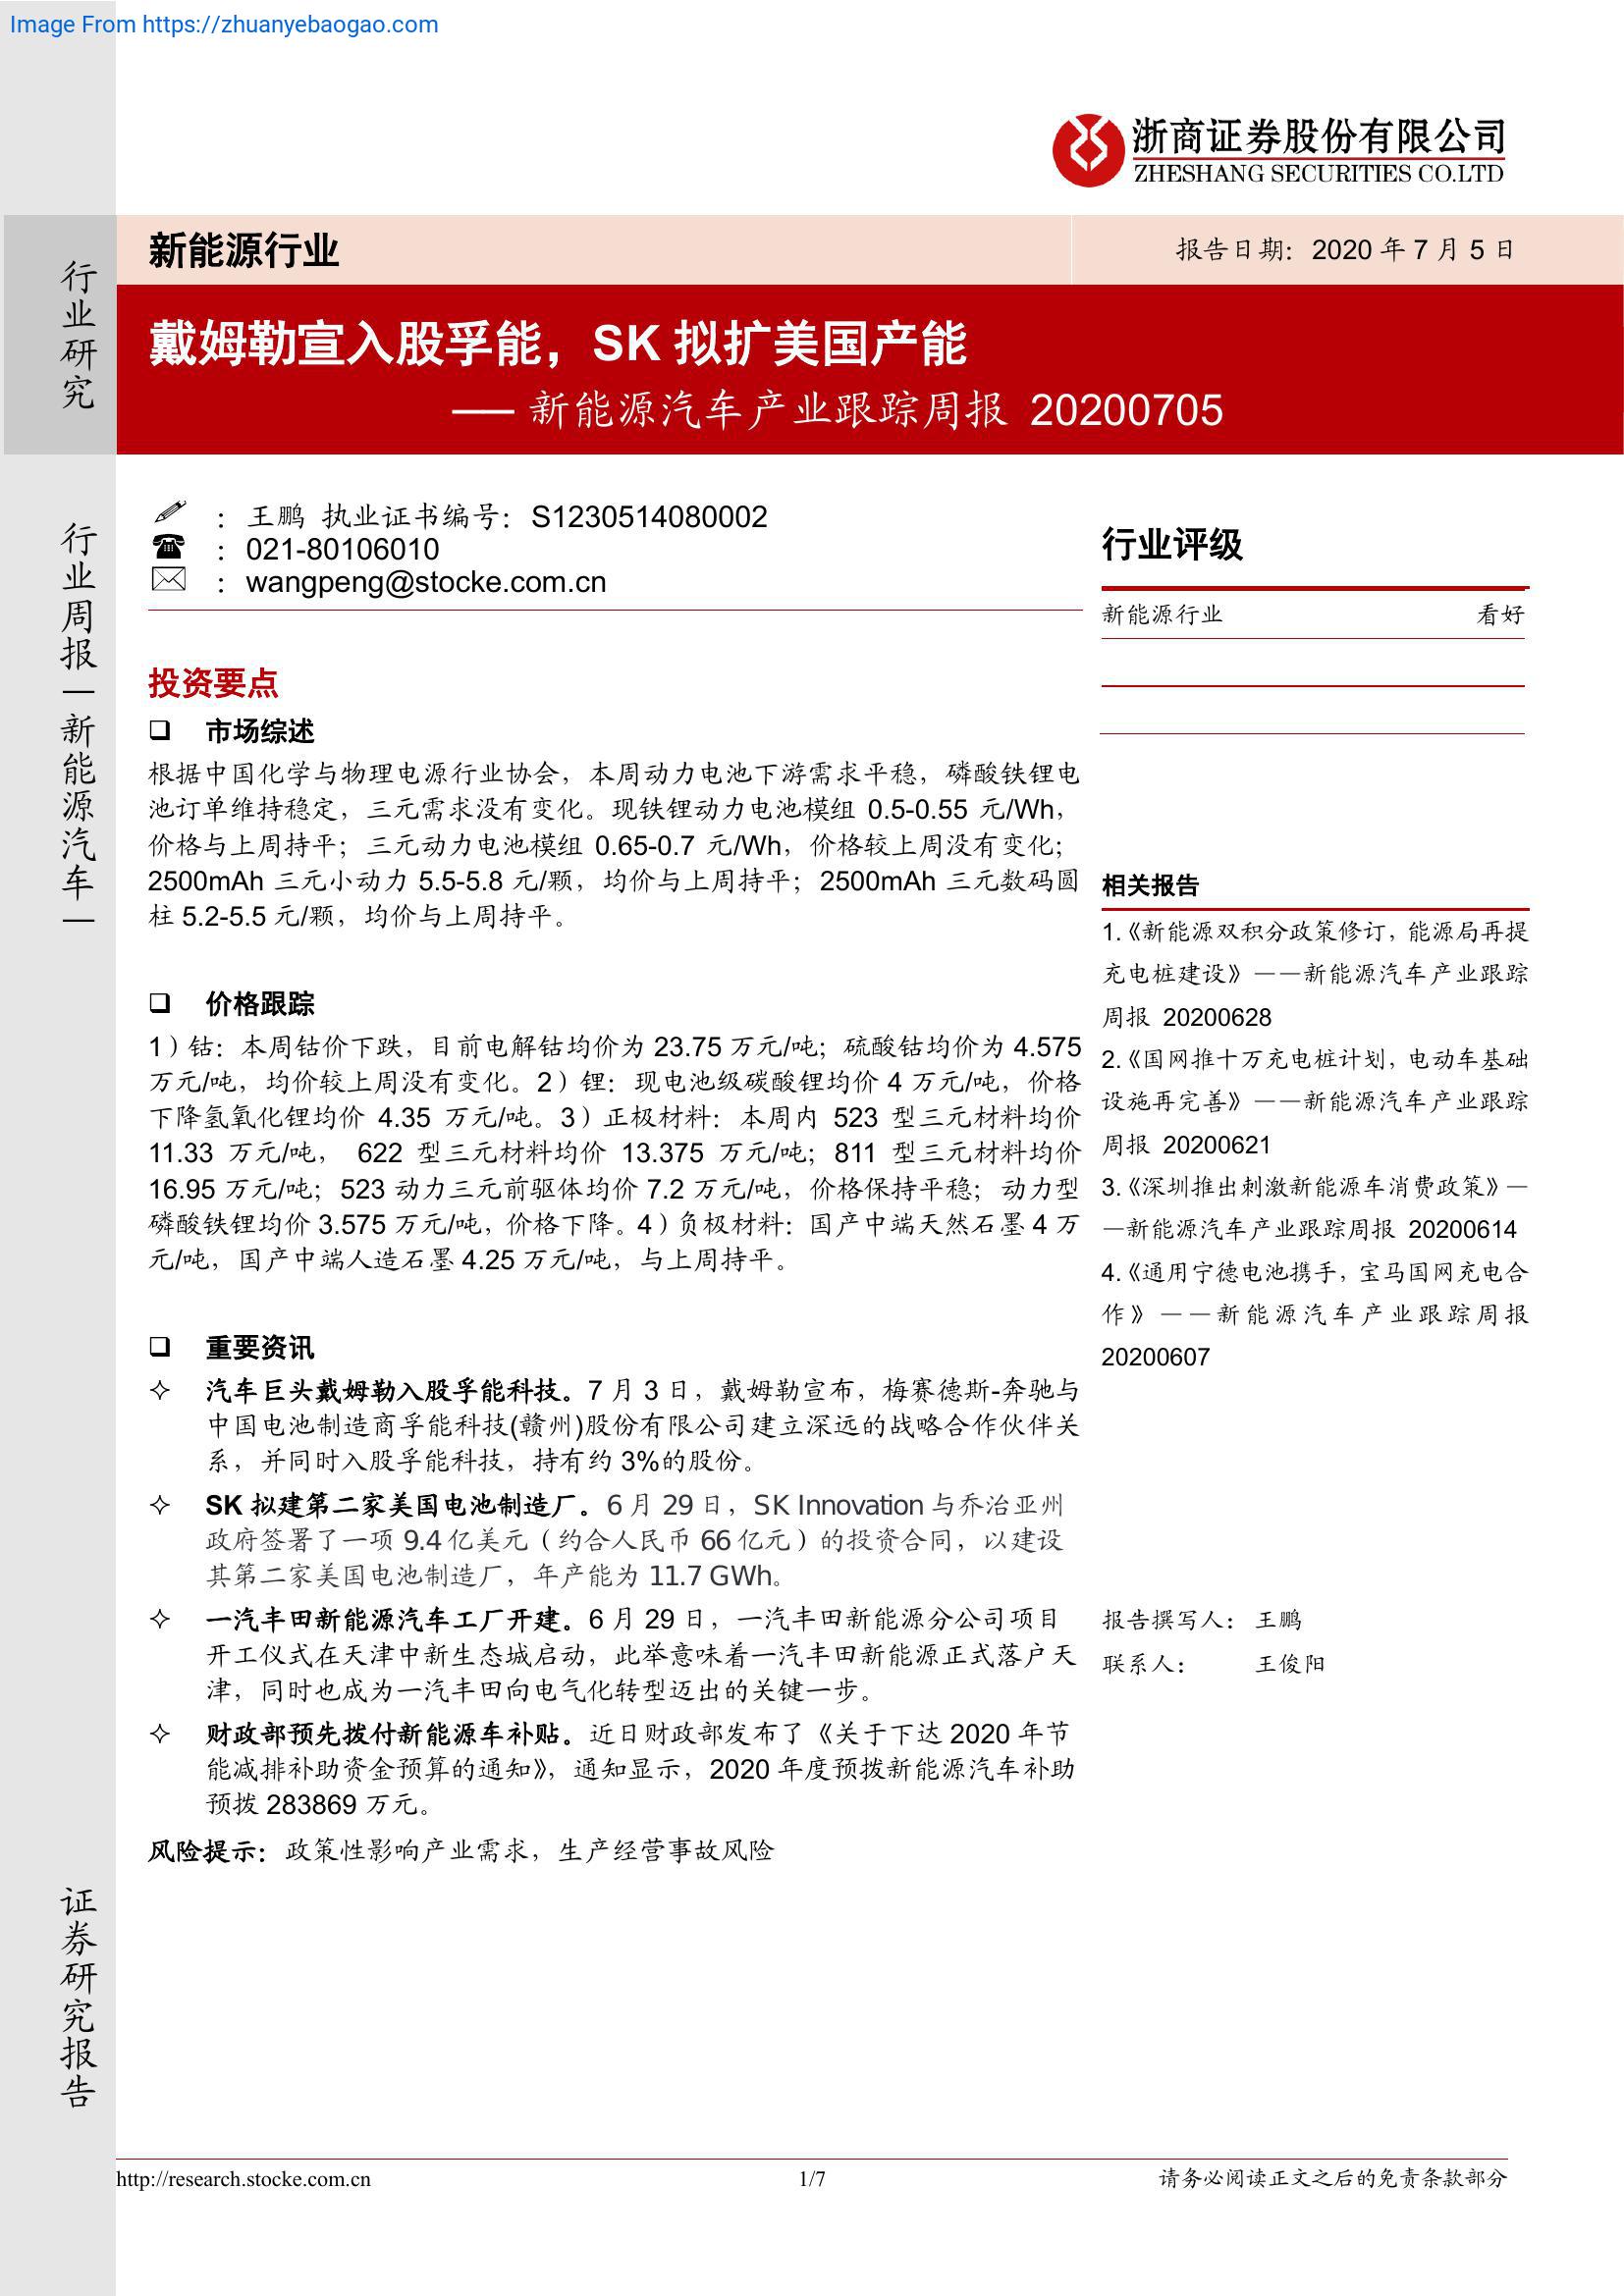 Image From https://zhuanyebaogao.com
浙商证券股份有限公司
ZHESHANG SECURITIES CO.LTD
行业研究
行业周报—新能源汽车—
证券研究报告
新能源行业
报告日期：2020 年 7 月 5 日
戴姆勒宣入股孚能，SK 拟扩美国产能
── 新能源汽车产业跟踪周报 20200705
： 王鹏 执业证书编号：S1230514080002
： 021-80106010
： wangpeng@stocke.com.cn
投资要点
❑ 市场综述
根据中国化学与物理电源行业协会，本周动力电池下游需求平稳，磷酸铁锂电
池订单维持稳定，三元需求没有变化。现铁锂动力电池模组 0.5-0.55 元/Wh，
价格与上周持平；三元动力电池模组 0.65-0.7 元/Wh，价格较上周没有变化；
2500mAh 三元小动力 5.5-5.8 元/颗，均价与上周持平；2500mAh 三元数码圆
柱 5.2-5.5 元/颗，均价与上周持平。
❑ 价格跟踪
1）钴：本周钴价下跌，目前电解钴均价为 23.75 万元/吨；硫酸钴均价为 4.575
万元/吨，均价较上周没有变化。2）锂：现电池级碳酸锂均价 4 万元/吨，价格
下降氢氧化锂均价 4.35 万元/吨。3）正极材料：本周内 523 型三元材料均价
11.33 万元/吨， 622 型三元材料均价 13.375 万元/吨；811 型三元材料均价
16.95 万元/吨；523 动力三元前驱体均价 7.2 万元/吨，价格保持平稳；动力型
磷酸铁锂均价 3.575 万元/吨，价格下降。4）负极材料：国产中端天然石墨 4 万
元/吨，国产中端人造石墨 4.25 万元/吨，与上周持平。
❑ 重要资讯
✧ 汽车巨头戴姆勒入股孚能科技。7 月 3 日，戴姆勒宣布，梅赛德斯-奔驰与
中国电池制造商孚能科技(赣州)股份有限公司建立深远的战略合作伙伴关
系，并同时入股孚能科技，持有约 3%的股份。
✧ SK 拟建第二家美国电池制造厂。6 月 29 日，SK Innovation 与乔治亚州
政府签署了一项 9.4 亿美元（约合人民币 66 亿元）的投资合同，以建设
其第二家美国电池制造厂，年产能为 11.7 GWh。
✧ 一汽丰田新能源汽车工厂开建。6 月 29 日，一汽丰田新能源分公司项目
开工仪式在天津中新生态城启动，此举意味着一汽丰田新能源正式落户天
津，同时也成为一汽丰田向电气化转型迈出的关键一步。
✧ 财政部预先拨付新能源车补贴。近日财政部发布了《关于下达 2020 年节
能减排补助资金预算的通知》，通知显示，2020 年度预拨新能源汽车补助
预拨 283869 万元。
风险提示：政策性影响产业需求，生产经营事故风险
行业评级
新能源行业 看好
相关报告
1.《新能源双积分政策修订，能源局再提
充电桩建设》——新能源汽车产业跟踪
周报 20200628
2.《国网推十万充电桩计划，电动车基础
设施再完善》——新能源汽车产业跟踪
周报 20200621
3.《深圳推出刺激新能源车消费政策》—
—新能源汽车产业跟踪周报 20200614
4.《通用宁德电池携手，宝马国网充电合
作》——新能源汽车产业跟踪周报
20200607
报告撰写人： 王鹏
联系人： 王俊阳
http://research.stocke.com.cn
1/7
请务必阅读正文之后的免责条款部分